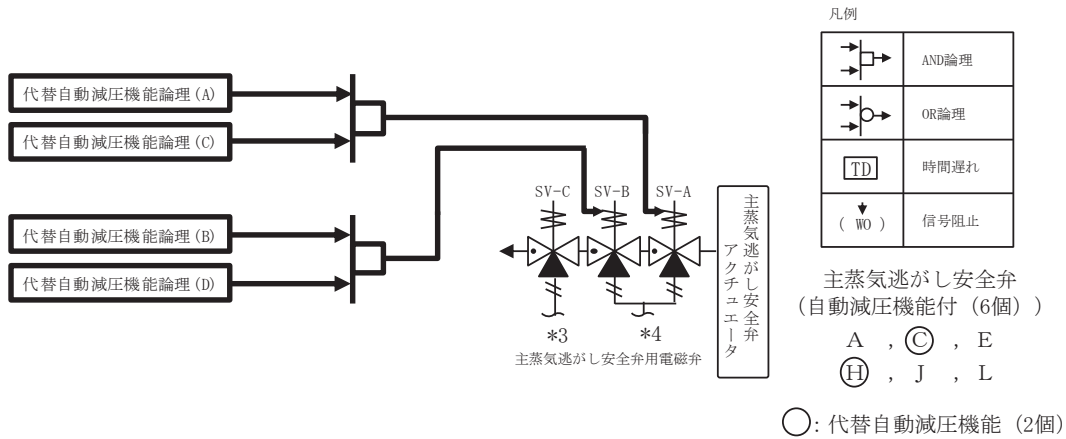 代替自動減圧機能論理(A)
代替自動減圧機能論理(C)
代替自動減圧機能論理(B)
代替自動減圧機能論理(D)
SV-C
SV-B
SV-A
主蒸気逃がし安全弁
アクチュエータ
*3
*4
主蒸気逃がし安全弁用電磁弁
凡例
AND論理
OR論理
TD
時間遅れ
( WO )
信号阻止
主蒸気逃がし安全弁
(自動減圧機能付(6個))
A , C , E
H , J , L
○: 代替自動減圧機能(2個)